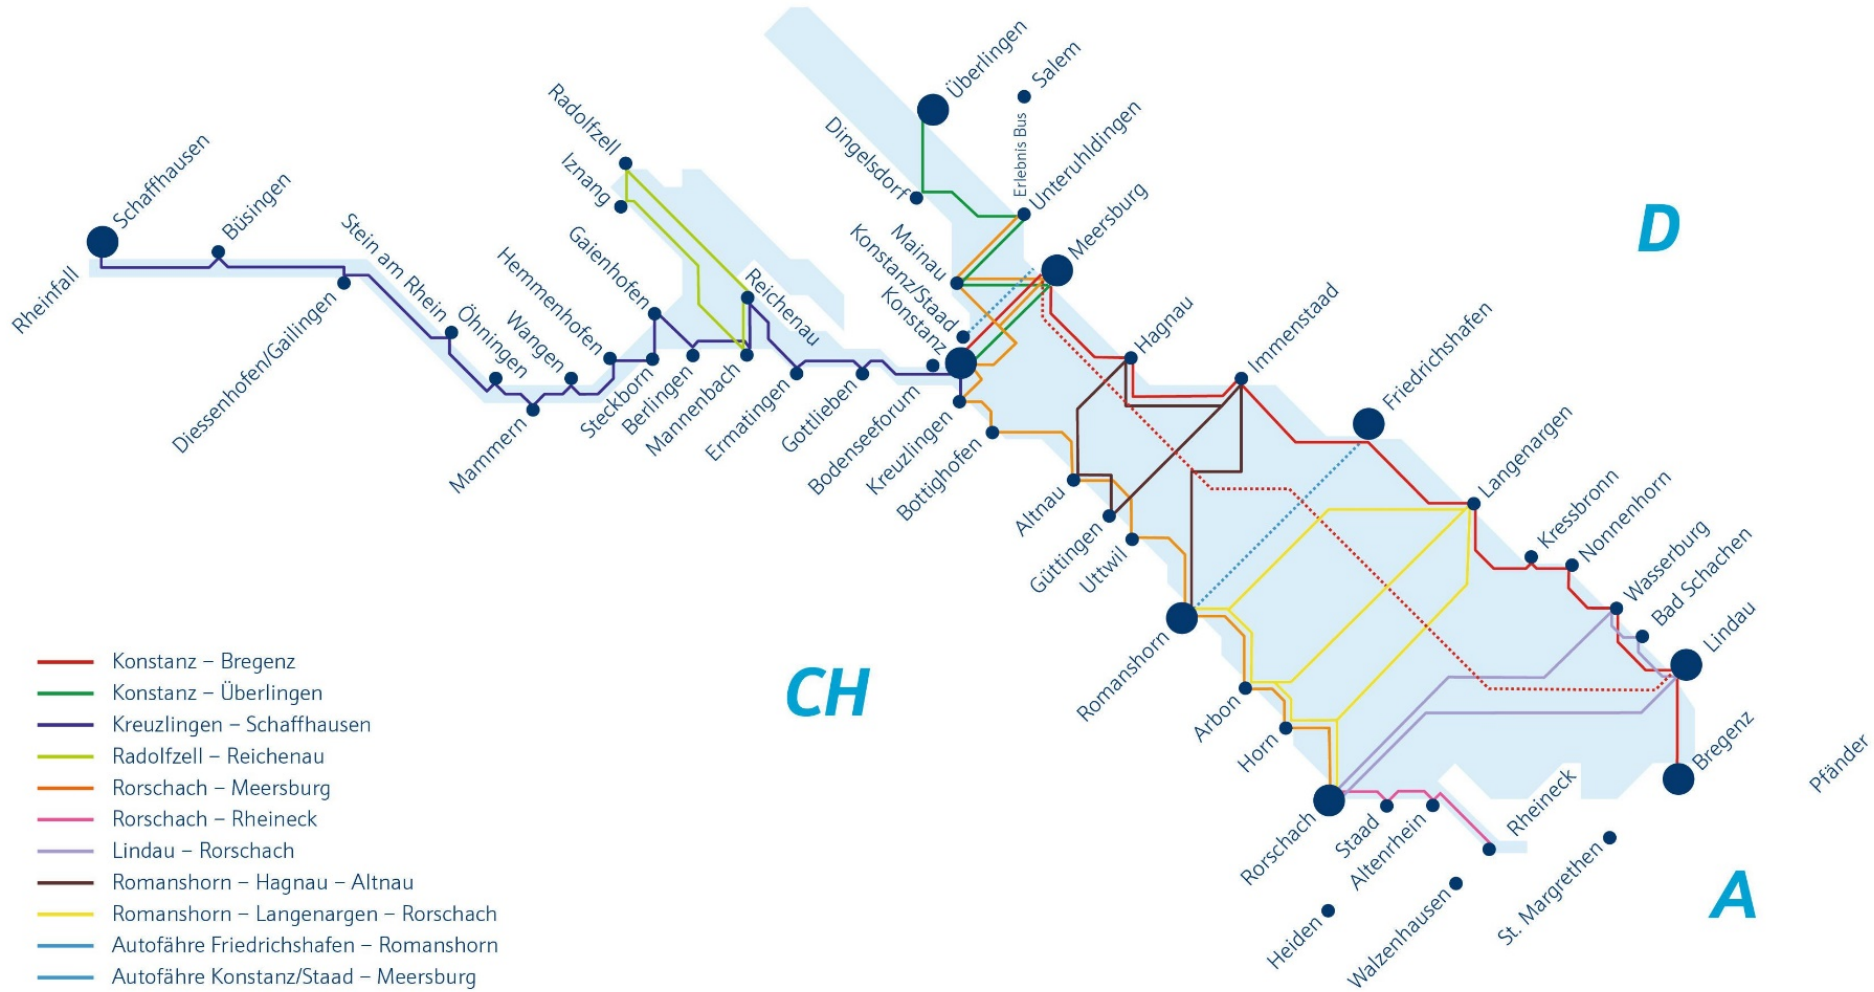 Überlingen
Salem
Erlebnis Bus
Dingelsdorf
Unteruhldingen
Radolfzell
Iznang
Schaffhausen
Büsingen
Rheinfall
Diessenhofen/Gailingen
Stein am Rhein
Öhningen
Wangen
Mammern
Hemmenhofen
Gaienhofen
Steckborn
Berlingen
Mannenbach
Reichenau
Ermatingen
Gottlieben
Bodenseeforum
Mainau
Konstanz/Staad
Konstanz
Meersburg
Kreuzlingen
Bottighofen
Hagnau
Immenstaad
Friedrichshafen
Altnau
Güttingen
Uttwil
Romanshorn
Langenargen
Kressbronn
Nonnenhorn
Wasserburg
Bad Schachen
Lindau
Bregenz
Pfänder
Arbon
Horn
Rorschach
Staad
Altenrhein
Rheineck
Heiden
Walzenhausen
St. Margrethen
D
CH
A
Konstanz – Bregenz
Konstanz – Überlingen
Kreuzlingen – Schaffhausen
Radolfzell – Reichenau
Rorschach – Meersburg
Rorschach – Rheineck
Lindau – Rorschach
Romanshorn – Hagnau – Altnau
Romanshorn – Langenargen – Rorschach
Autofähre Friedrichshafen – Romanshorn
Autofähre Konstanz/Staad – Meersburg